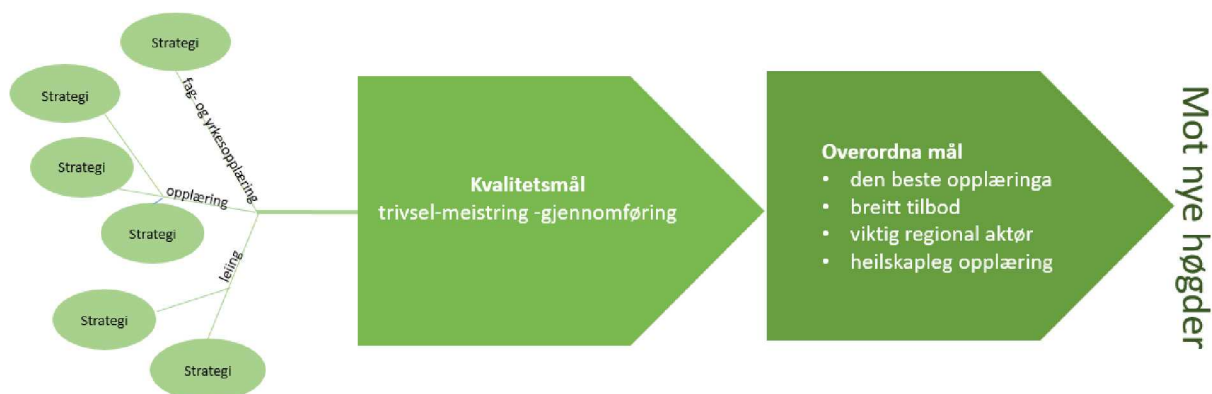 Strategi
fag- og yrkesopplæring
Strategi
Strategi
opplæring
Strategi
leiing
Strategi
Strategi
Kvalitetsmål
trivsel-meistring -gjennomføring
Overordna mål
• den beste opplæringa
• breitt tilbod
• viktig regional aktør
• heilskapleg opplæring
Mot nye høgder